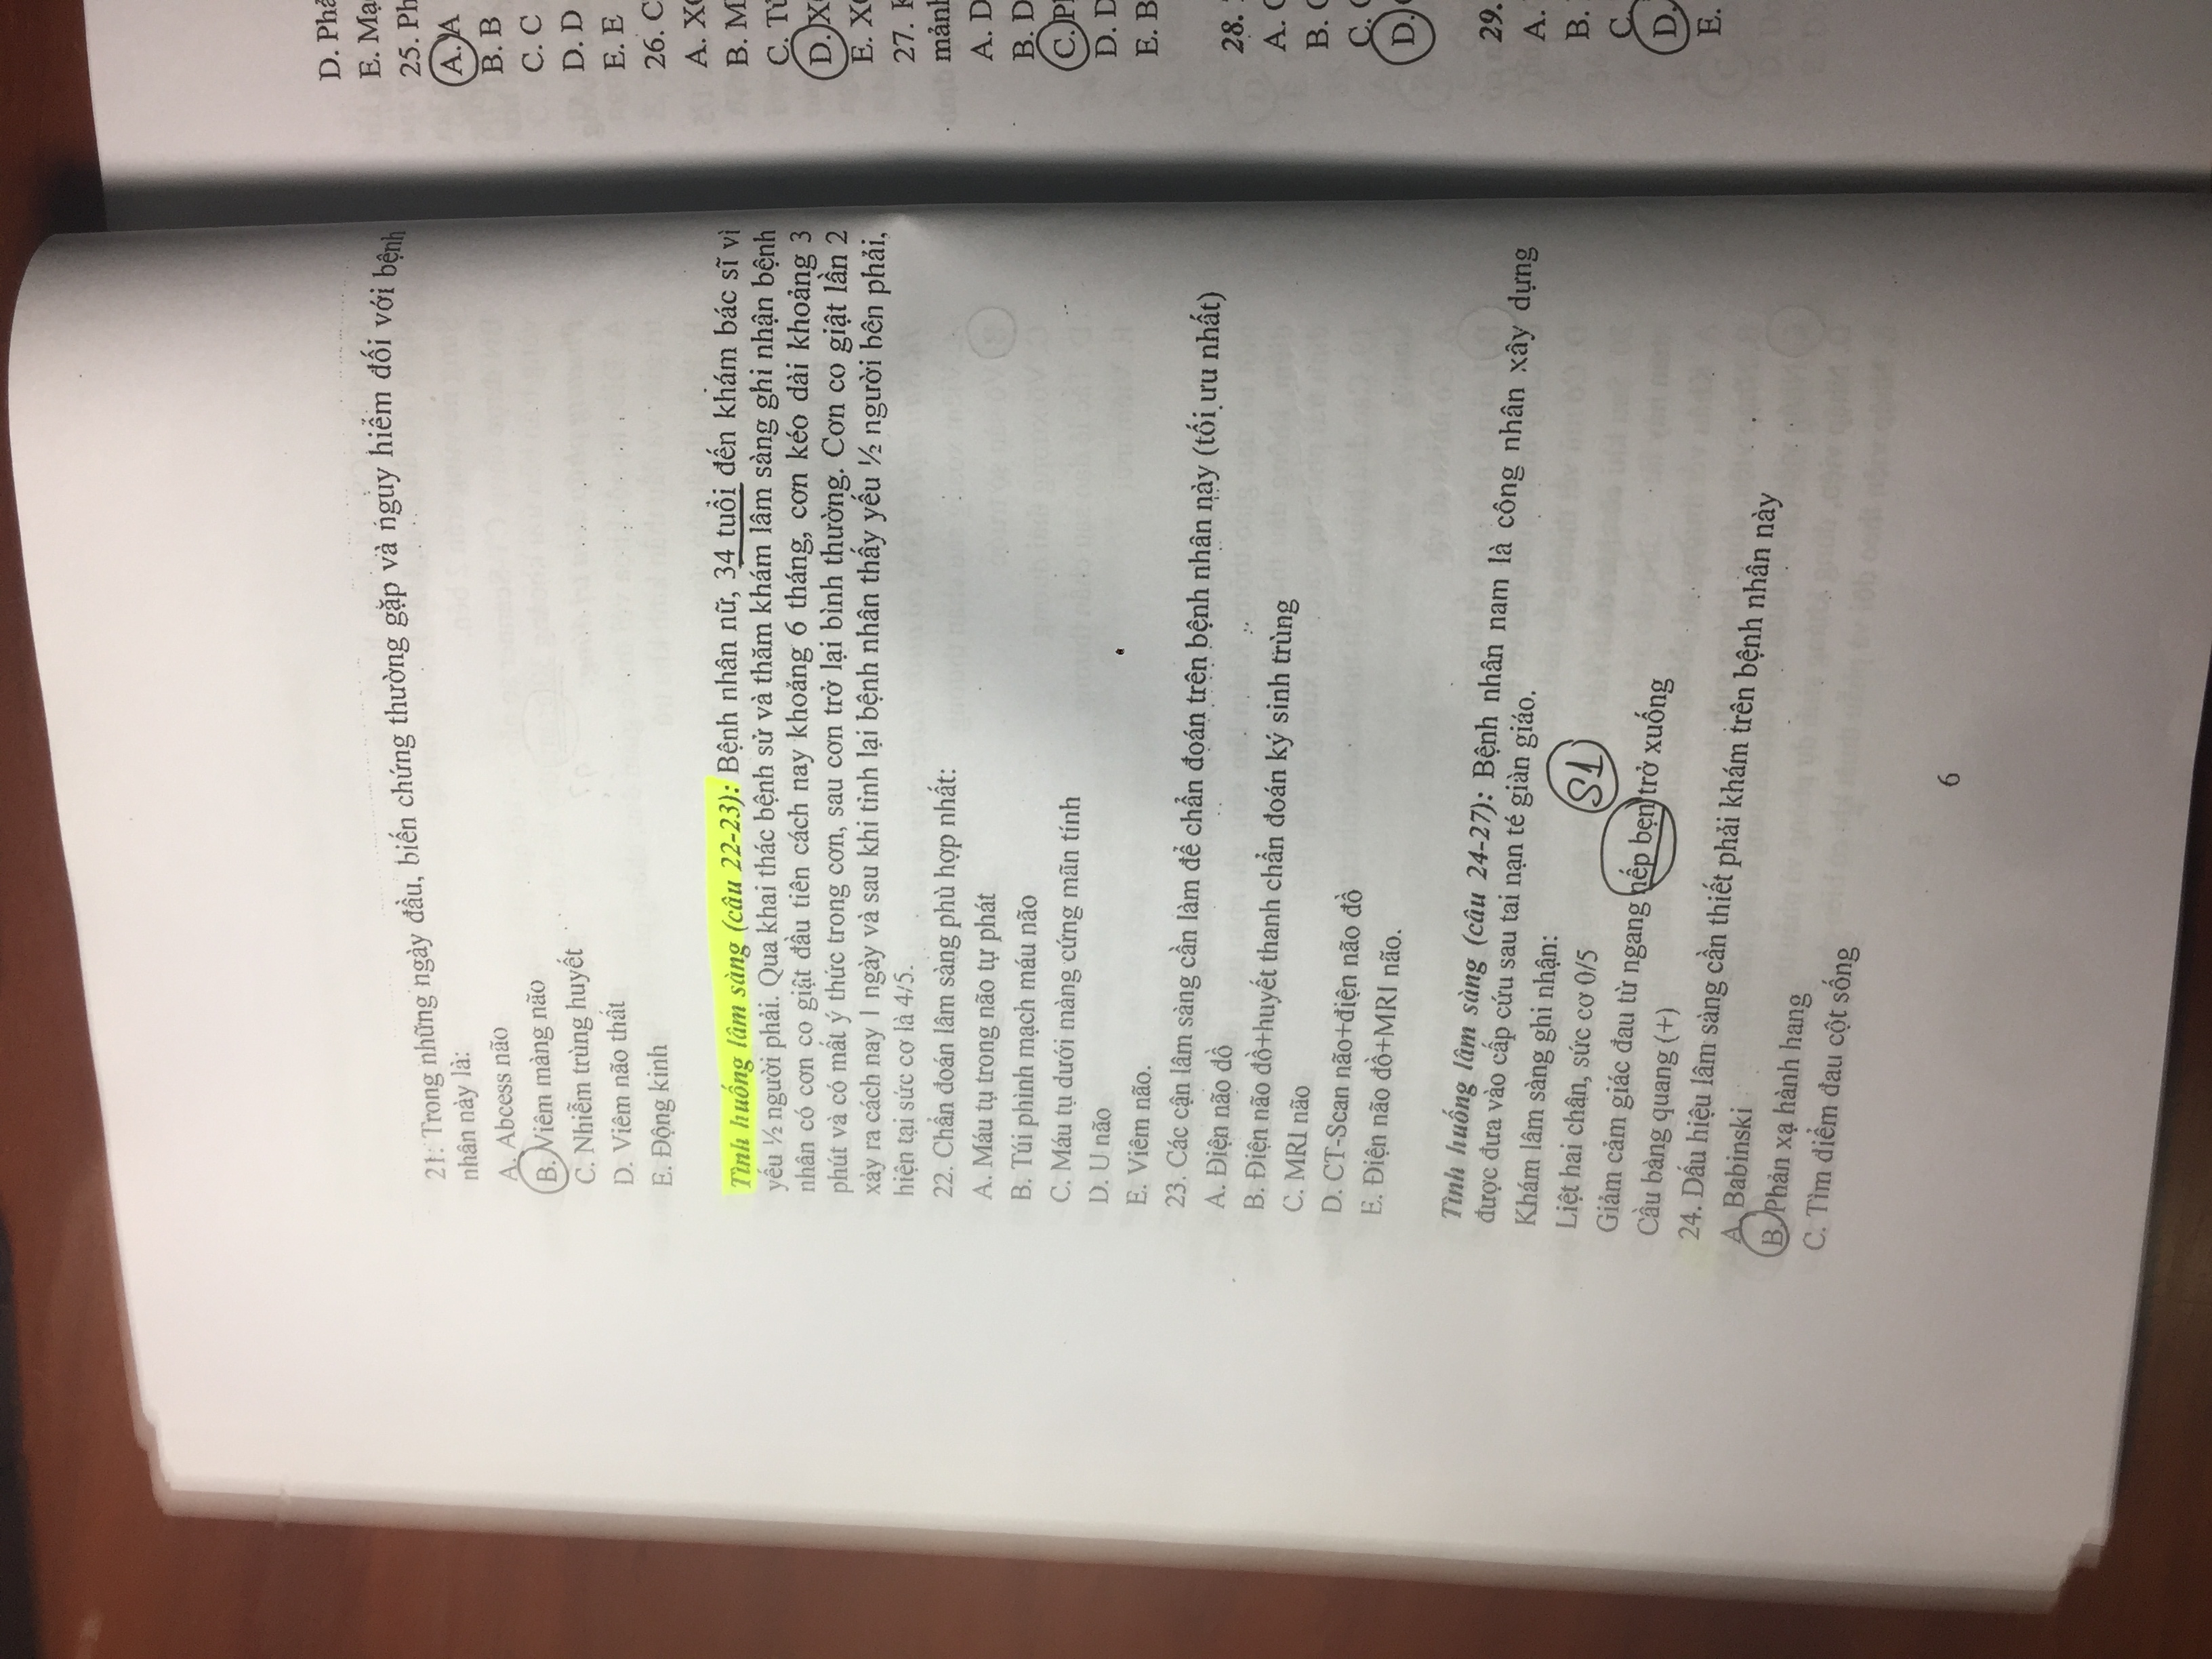 21. Trong những ngày đầu, biến chứng thường gặp và nguy hiểm đối với bệnh
nhân này là:
A. Abcess não
B. Viêm màng não
C. Nhiễm trùng huyết
D. Viêm não thất
E. Động kinh
Tình huống lâm sàng (câu 22-23): Bệnh nhân nữ, 34 tuổi đến khám bác sĩ vì
yếu ½ người phải. Qua khai thác bệnh sử và thăm khám lâm sàng ghi nhận bệnh
nhân có cơn co giật đầu tiên cách nay khoảng 6 tháng, cơn kéo dài khoảng 3
phút và có mất ý thức trong cơn, sau cơn trở lại bình thường. Cơn co giật lần 2
xảy ra cách nay 1 ngày và sau khi tỉnh lại bệnh nhân thấy yếu ½ người bên phải,
hiện tại sức cơ là 4/5.
22. Chẩn đoán lâm sàng phù hợp nhất:
A. Máu tụ trong não tự phát
B. Túi phình mạch máu não
C. Máu tụ dưới màng cứng mãn tính
D. U não
E. Viêm não.
23. Các cận lâm sàng cần làm để chẩn đoán trên bệnh nhân này (tối ưu nhất)
A. Điện não đồ
B. Điện não đồ+huyết thanh chẩn đoán ký sinh trùng
C. MRI não
D. CT-Scan não+điện não đồ
E. Điện não đồ+MRI não.
Tình huống lâm sàng (câu 24-27): Bệnh nhân nam là công nhân xây dựng
được đưa vào cấp cứu sau tai nạn té giàn giáo.
Khám lâm sàng ghi nhận:
Liệt hai chân, sức cơ 0/5
S1
Giảm cảm giác đau từ ngang nếp bẹn trở xuống
Cầu bàng quang (+)
24. Dấu hiệu lâm sàng cần thiết phải khám trên bệnh nhân này
A. Babinski
B. Phản xạ hành hang
C. Tìm điểm đau cột sống
6
D.
E.
25.
A. A
B. B
C. C
D. D
E. E
26.
A.
B.
C.
D.
E.
27.
A.
B.
C.
D.
E.
28.
A.
B.
C.
D.
29.
A.
B.
C.
D.
E.